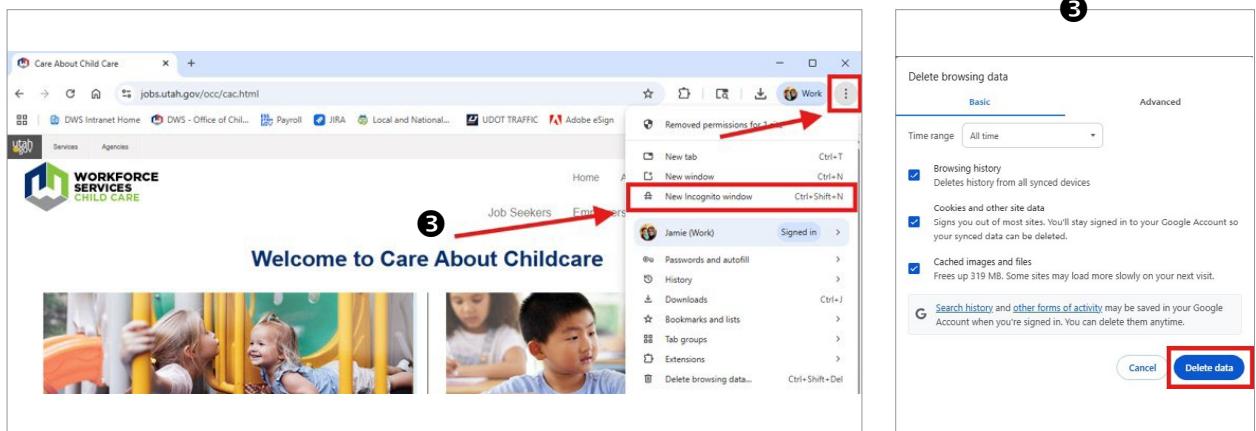 ❸
Care About Child Care
jobs.utah.gov/occ/cac.html
Work
DWS Intranet Home DWS - Office of Chil... Payroll JIRA Local and National... UDOT TRAFFIC Adobe eSign
Services Agencies
WORKFORCE
SERVICES
CHILD CARE
Home
Job Seekers
Welcome to Care About Childcare
❸
Removed permissions for
New tab Ctrl+T
New window Ctrl+N
New Incognito window Ctrl+Shift+N
Jamie (Work) Signed in
Passwords and autofill
History
Downloads Ctrl+J
Bookmarks and lists
Tab groups
Extensions
Delete browsing data... Ctrl+Shift+Del
Delete browsing data
Basic Advanced
Time range All time
Browsing history
Deletes history from all synced devices
Cookies and other site data
Signs you out of most sites. You'll stay signed in to your Google Account so
your synced data can be deleted.
Cached images and files
Frees up 319 MB. Some sites may load more slowly on your next visit.
G Search history and other forms of activity may be saved in your Google
Account when you're signed in. You can delete them anytime.
Cancel Delete data